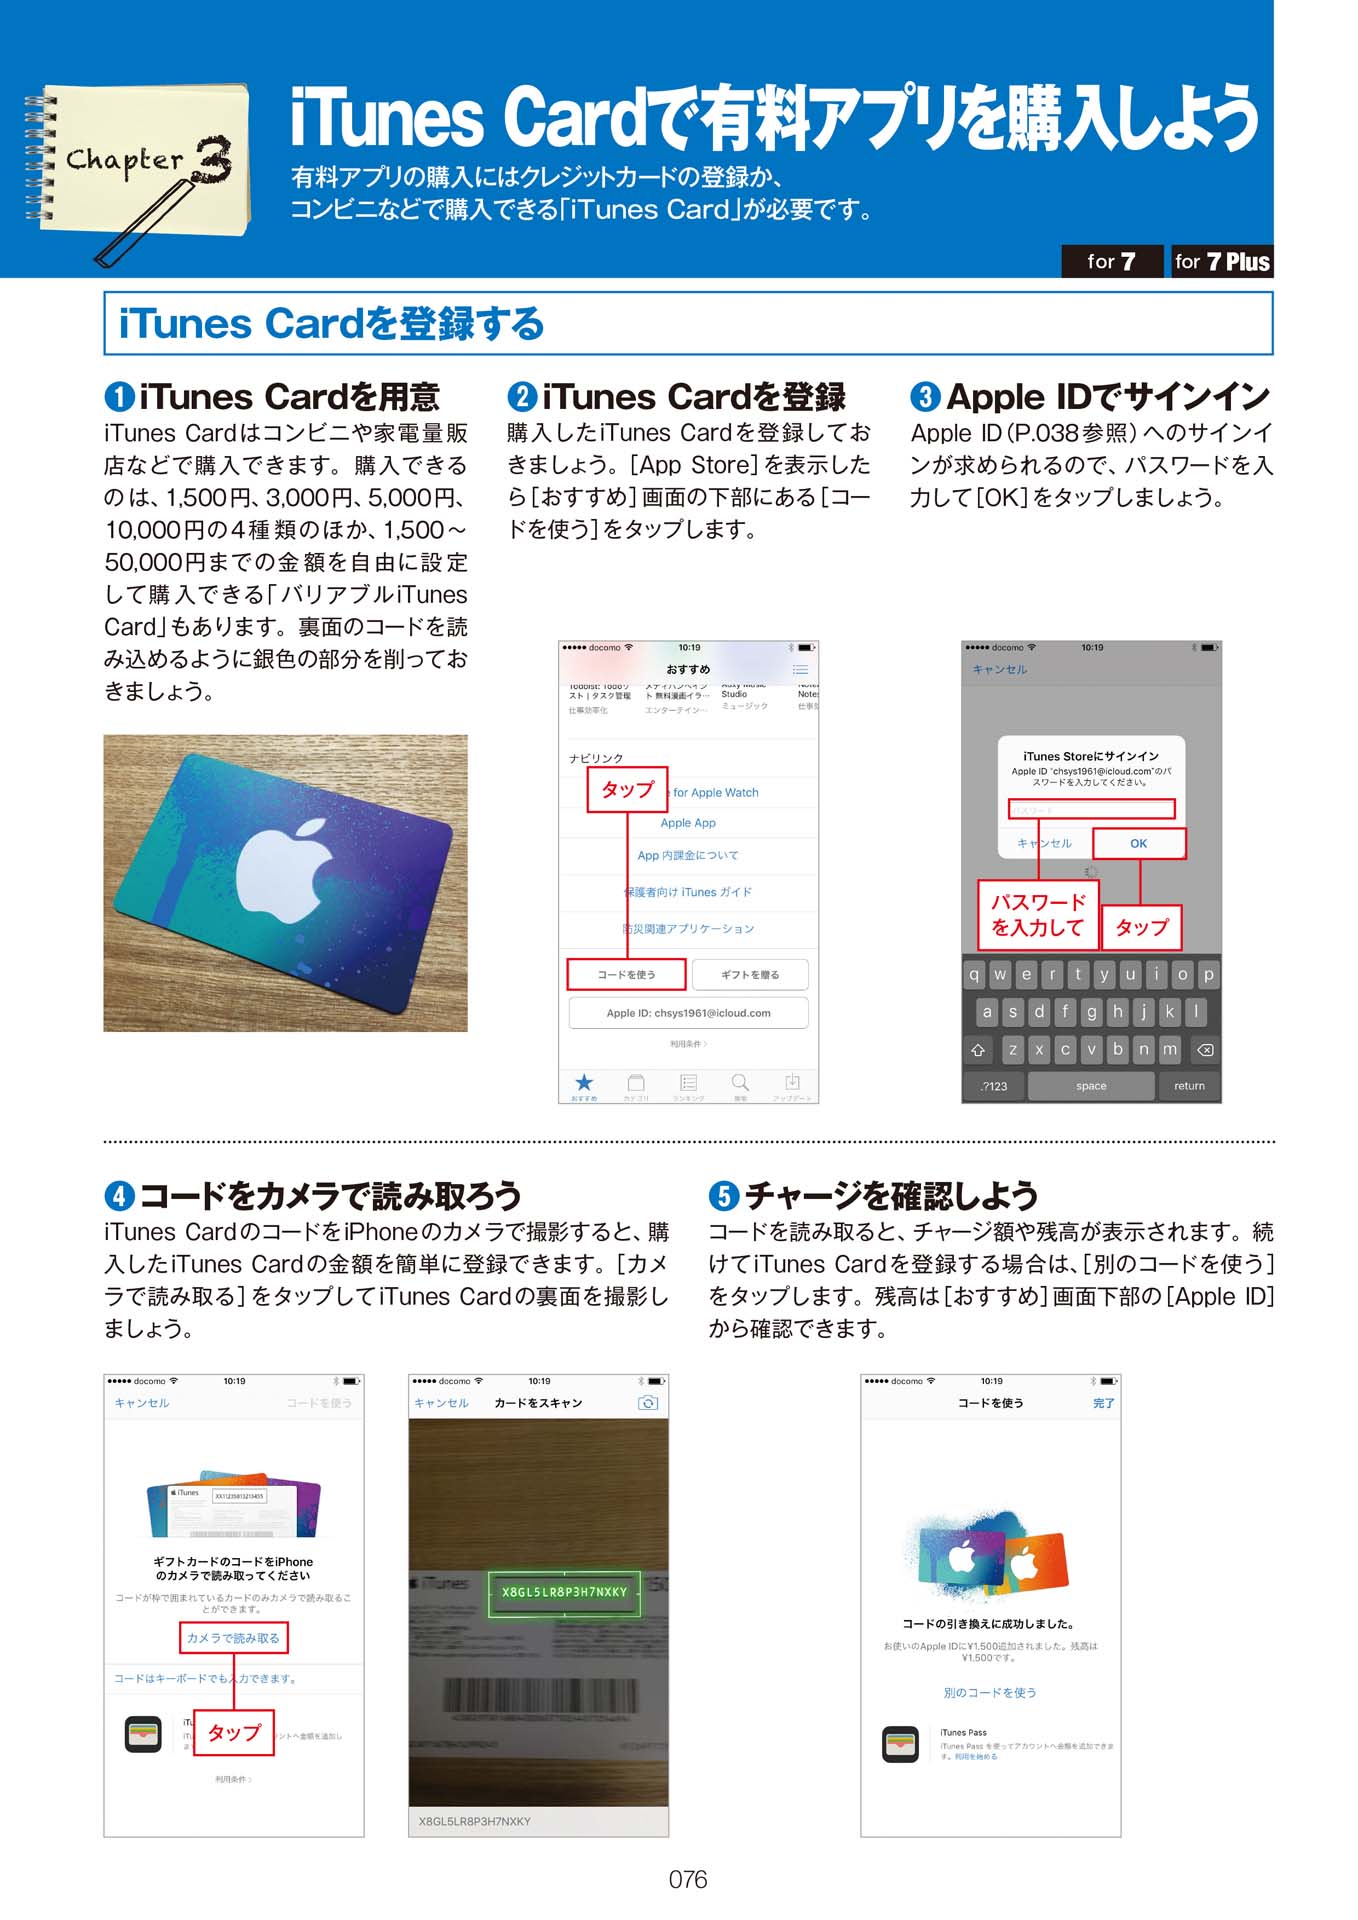 Chapter 3
iTunes Cardで有料アプリを購入しよう
有料アプリの購入にはクレジットカードの登録か、
コンビニなどで購入できる「iTunes Card」が必要です。
for 7
for 7 Plus
iTunes Cardを登録する
❶iTunes Cardを用意
iTunes Cardはコンビニや家電量販
店などで購入できます。購入できる
のは、1,500円、3,000円、5,000円、
10,000円の4種類のほか、1,500～
50,000円までの金額を自由に設定
して購入できる「バリアブルiTunes
Card」もあります。裏面のコードを読
み込めるように銀色の部分を削ってお
きましょう。
❷iTunes Cardを登録
購入したiTunes Cardを登録してお
きましょう。[App Store]を表示した
ら[おすすめ]画面の下部にある[コー
ドを使う]をタップします。
docomo 10:19
おすすめ
Todoist: ToDoリ
スト | タスク管理
仕事効率化
メディバンペイン
ト 無料漫画イラ…
エンターテイン…
Auxy Music
Studio
ミュージック
Note
Note:
仕事効
ナビリンク
タップ
for Apple Watch
Apple App
App 内課金について
保護者向け iTunes ガイド
防災関連アプリケーション
コードを使う
ギフトを贈る
Apple ID: chsys1961@icloud.com
利用条件 >
おすすめ
カテゴリ
ランキング
検索
アップデート
❸Apple IDでサインイン
Apple ID（P.038参照）へのサインイ
ンが求められるので、パスワードを入
力して[OK]をタップしましょう。
docomo 10:19
キャンセル
iTunes Storeにサインイン
Apple ID "chsys1961@icloud.com"のパ
スワードを入力してください。
パスワード
キャンセル
OK
パスワード
を入力して
タップ
q w e r t y u i o p
a s d f g h j k l
z x c v b n m
.?123 space return
❹コードをカメラで読み取ろう
iTunes CardのコードをiPhoneのカメラで撮影すると、購
入したiTunes Cardの金額を簡単に登録できます。[カメ
ラで読み取る]をタップしてiTunes Cardの裏面を撮影し
ましょう。
docomo 10:19
キャンセル
コードを使う
iTunes
XX11235813213455
ギフトカードのコードをiPhone
のカメラで読み取ってください
コードが枠で囲まれているカードのみカメラで読み取るこ
とができます。
カメラで読み取る
コードはキーボードでも入力できます。
タップ
iTu
iTu
ウントへ金額を追加し
ま
利用条件 >
docomo 10:19
キャンセル
カードをスキャン
iTunes
X8GL5LR8P3H7NXKY
X8GL5LR8P3H7NXKY
❺チャージを確認しよう
コードを読み取ると、チャージ額や残高が表示されます。続
けてiTunes Cardを登録する場合は、[別のコードを使う]
をタップします。残高は[おすすめ]画面下部の[Apple ID]
から確認できます。
docomo 10:19
コードを使う
完了
コードの引き換えに成功しました。
お使いのApple IDに¥1,500追加されました。残高は
¥1,500です。
別のコードを使う
iTunes Pass
iTunes Pass を使ってアカウントへ金額を追加できま
す。利用を始める
076